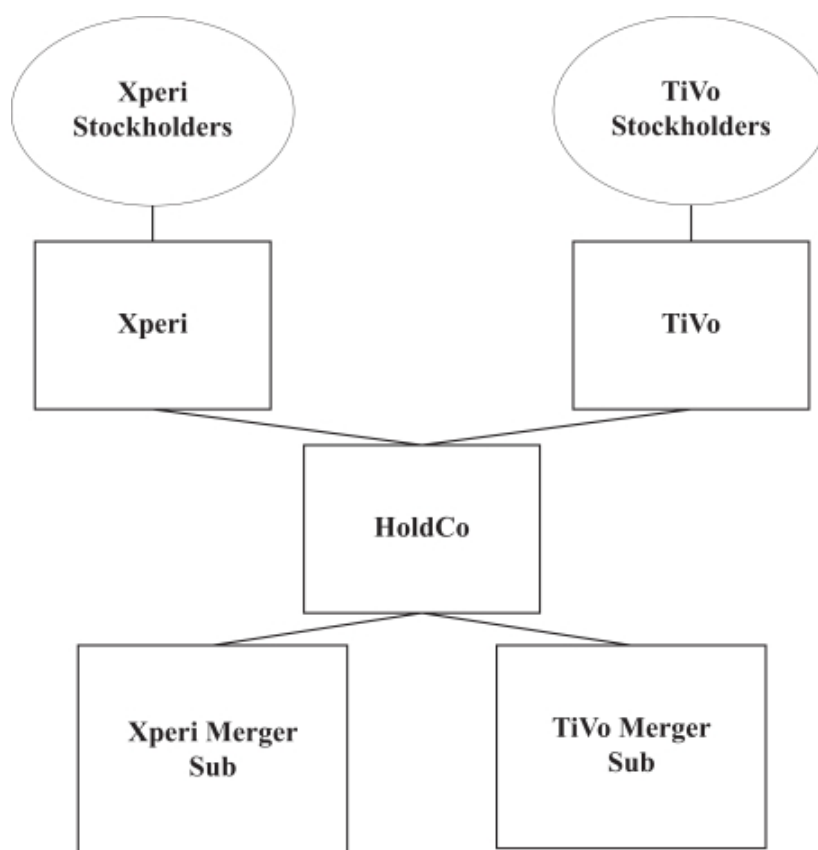 Xperi
Stockholders
TiVo
Stockholders
Xperi
TiVo
HoldCo
Xperi Merger
Sub
TiVo Merger
Sub